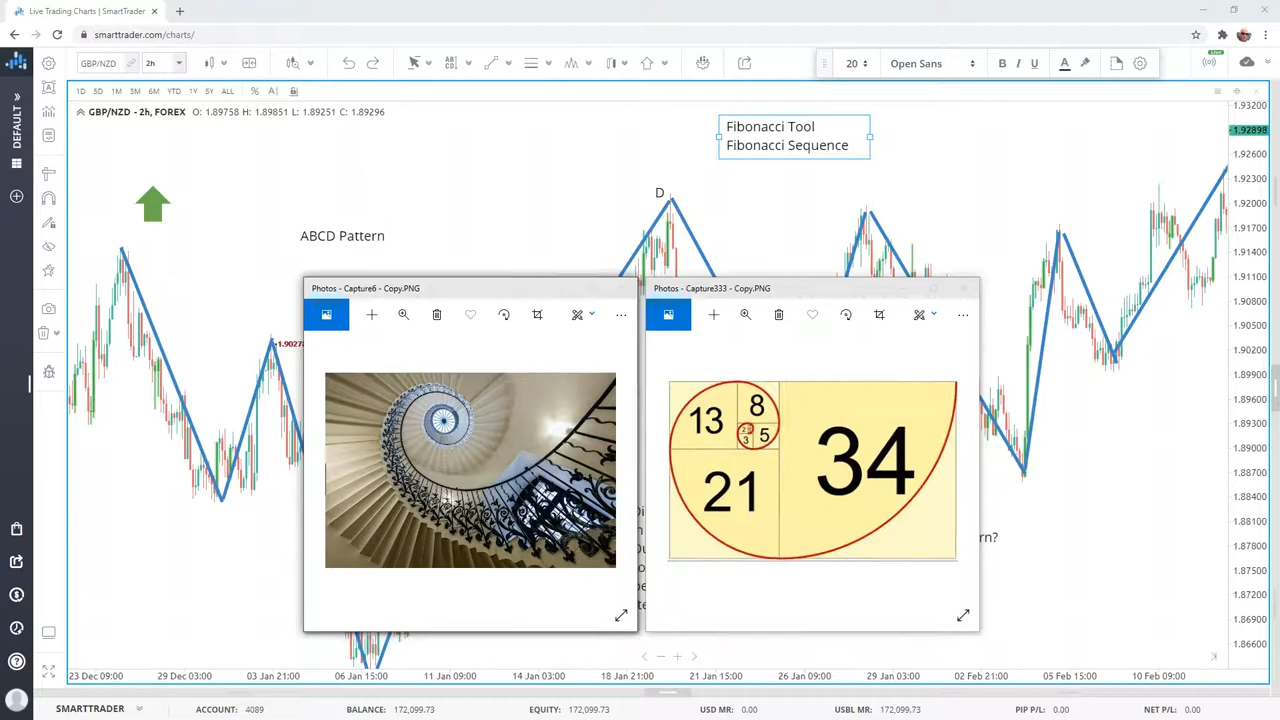 Live Trading Charts | SmartTrader
smarttrader.com/charts/
GBP/NZD
2h
20
Open Sans
B I U
A
LIVE
DEFAULT
1D 5D 1M 3M 6M YTD 1Y 5Y ALL
GBP/NZD - 2h, FOREX O: 1.89758 H: 1.89851 L: 1.89251 C: 1.89296
Fibonacci Tool
Fibonacci Sequence
D
ABCD Pattern
1.9027
Photos - Capture6 - Copy.PNG
Photos - Capture333 - Copy.PNG
13
8
2
3
5
21
34
rn?
1.93200
1.92898
1.92600
1.92300
1.92000
1.91700
1.91400
1.91100
1.90800
1.90500
1.90200
1.89900
1.89600
1.89300
1.89000
1.88700
1.88400
1.88100
1.87800
1.87500
1.87200
1.86900
1.86600
23 Dec 09:00 29 Dec 03:00 03 Jan 21:00 06 Jan 15:00 11 Jan 09:00 14 Jan 03:00 18 Jan 21:00 21 Jan 15:00 26 Jan 09:00 29 Jan 03:00 02 Feb 21:00 05 Feb 15:00 10 Feb 09:00
SMARTTRADER ACCOUNT: 4089 BALANCE: 172,099.73 EQUITY: 172,099.73 USD MR: 0.00 USBL MR: 172,099.73 PIP P/L: 0.00 NET P/L: 0.00